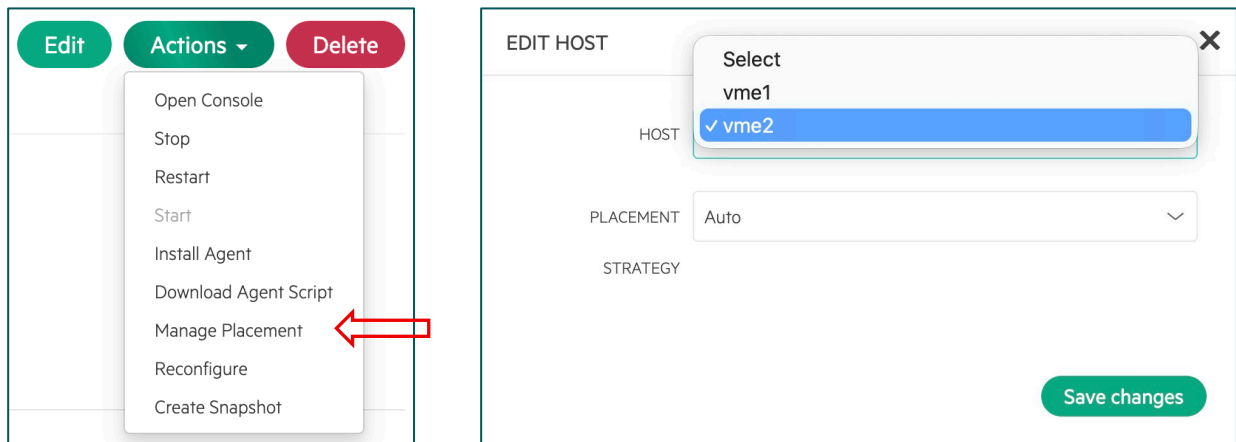 Edit
Actions
Delete
Open Console
Stop
Restart
Start
Install Agent
Download Agent Script
Manage Placement
Reconfigure
Create Snapshot
EDIT HOST
Select
vme1
✓ vme2
HOST
PLACEMENT Auto
STRATEGY
Save changes